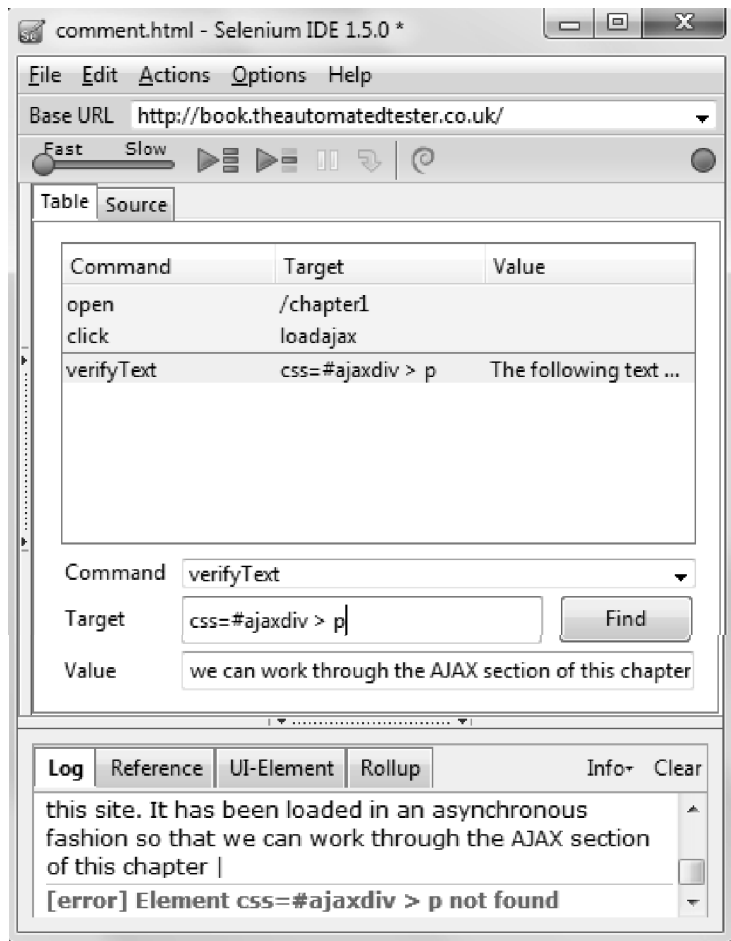 comment.html - Selenium IDE 1.5.0 *
File Edit Actions Options Help
Base URL http://book.theautomatedtester.co.uk/
Fast Slow
Table Source
Command Target Value
open /chapter1
click loadajax
verifyText css=#ajaxdiv > p The following text ...
Command verifyText
Target css=#ajaxdiv > p Find
Value we can work through the AJAX section of this chapter
Log Reference UI-Element Rollup Info Clear
this site. It has been loaded in an asynchronous
fashion so that we can work through the AJAX section
of this chapter |
[error] Element css=#ajaxdiv > p not found